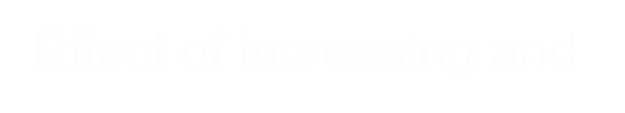 Effect of increasing and